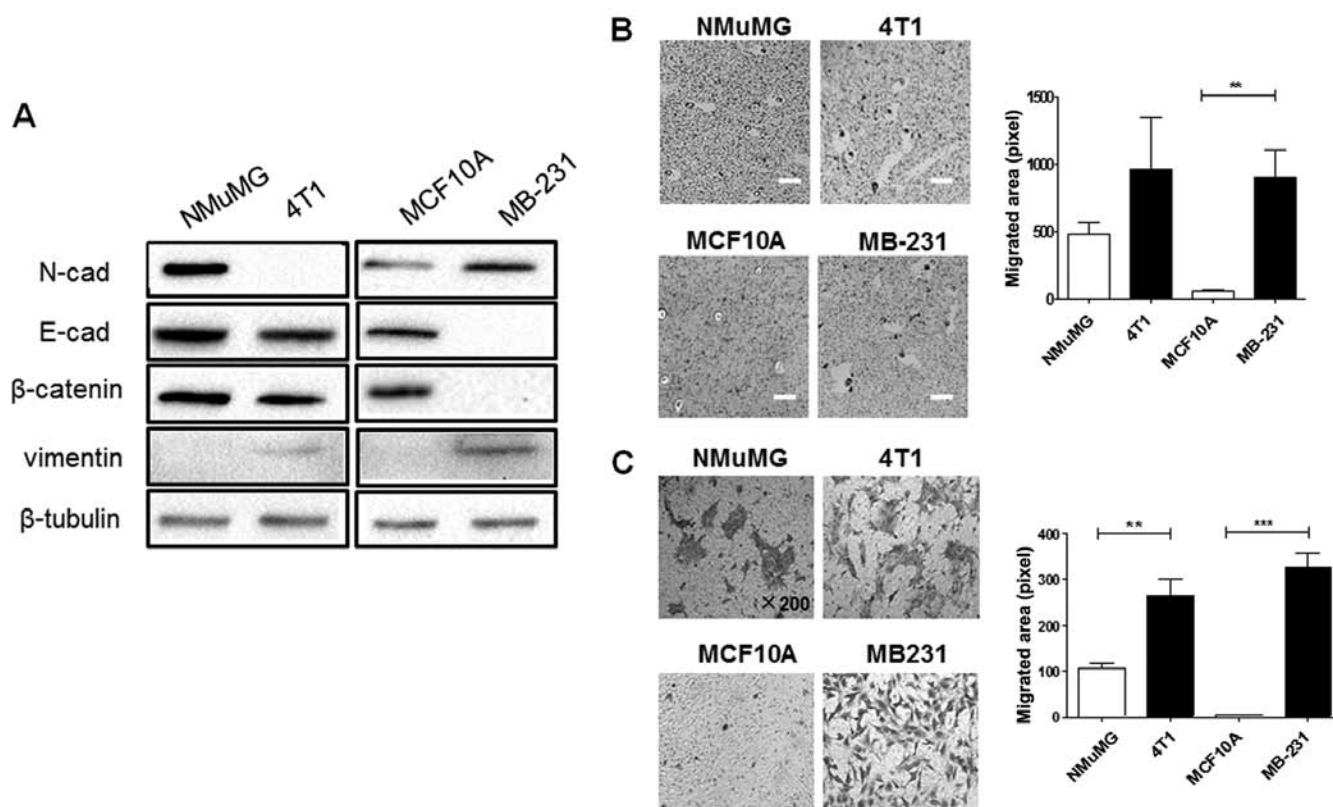 A
NMuMG
4T1
MCF10A
MB-231
N-cad
E-cad
β-catenin
vimentin
β-tubulin
B
NMuMG
4T1
MCF10A
MB-231
Migrated area (pixel)
1500
1000
500
0
**
NMuMG
4T1
MCF10A
MB-231
C
NMuMG
4T1
×200
MCF10A
MB231
Migrated area (pixel)
400
300
200
100
0
**
***
NMuMG
4T1
MCF10A
MB-231